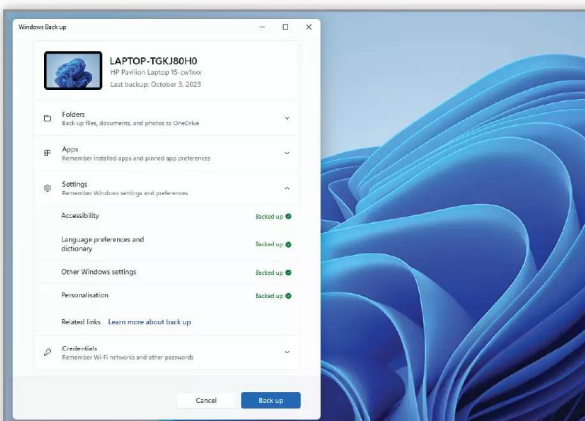 Windows Back up
LAPTOP-TGKJ80H0
HP Pavilion Laptop 15-cw1xxx
Last backup: October 3, 2023
Folders
Back up files, documents, and photos to OneDrive
Apps
Remember installed apps and pinned app preferences
Settings
Remember Windows settings and preferences
Accessibility
Backed up
Language preferences and
dictionary
Backed up
Other Windows settings
Backed up
Personalisation
Backed up
Related links Learn more about back up
Credentials
Remember Wi-Fi networks and other passwords
Cancel
Back up